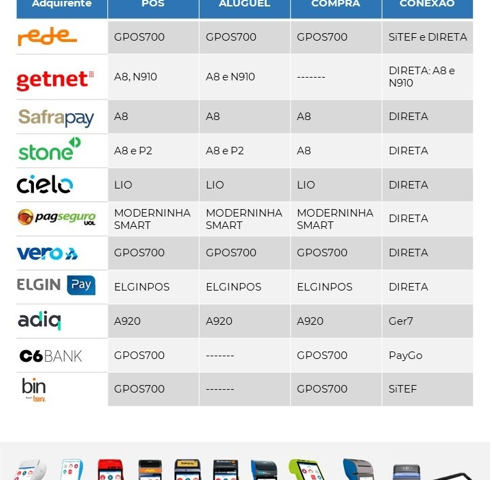 Adquirente POS ALUGUEL COMPRA CONEXÃO
rede GPOS700 GPOS700 GPOS700 SiTEF e DIRETA
getnet A8, N910 A8 e N910 ------- DIRETA: A8 e
N910
Safrapay A8 A8 A8 DIRETA
stone A8 e P2 A8 e P2 A8 DIRETA
cielo LIO LIO LIO DIRETA
pagseguro MODERNINHA MODERNINHA MODERNINHA DIRETA
UOL SMART SMART SMART
vero GPOS700 GPOS700 GPOS700 DIRETA
ELGIN Pay ELGINPOS ELGINPOS ELGINPOS DIRETA
adiq A920 A920 A920 Ger7
C6BANK GPOS700 ------- GPOS700 PayGo
bin GPOS700 ------- GPOS700 SiTEF